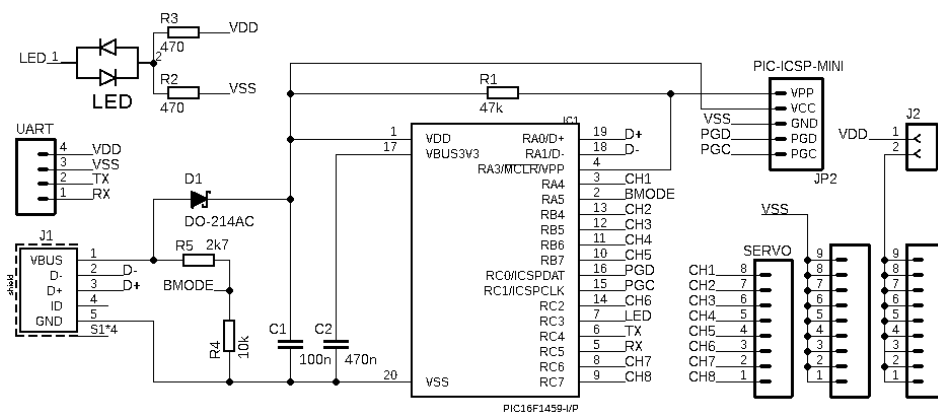 R3
VDD
470
LED 1
2
R2
VSS
470
LED
UART
4 VDD
3 VSS
2 TX
1 RX
D1
DO-214AC
J1
shield
VBUS 1
D- 2 D-
D+ 3 D+
ID 4
GND 5
S1*4
R5 2k7
BMODE
R4 10k
C1
100n
C2
470n
R1
47k
IC1
1 VDD
17 VBUS3V3
20 VSS
RA0/D+ 19 D+
RA1/D- 18 D-
RA3/MCLR/VPP 4
RA4 3 CH1
RA5 2 BMODE
RB4 13 CH2
RB5 12 CH3
RB6 11 CH4
RB7 10 CH5
RC0/ICSPDAT 16 PGD
RC1/ICSPCLK 15 PGC
RC2 14 CH6
RC3 7 LED
RC4 6 TX
RC5 5 RX
RC6 8 CH7
RC7 9 CH8
PIC16F1459-I/P
PIC-ICSP-MINI
VPP
VCC
VSS GND
PGD PGD
PGC PGC
JP2
J2
VDD 1
2
VSS
SERVO
CH1 8
CH2 7
CH3 6
CH4 5
CH5 4
CH6 3
CH7 2
CH8 1
9
8
7
6
5
4
3
2
1
9
8
7
6
5
4
3
2
1